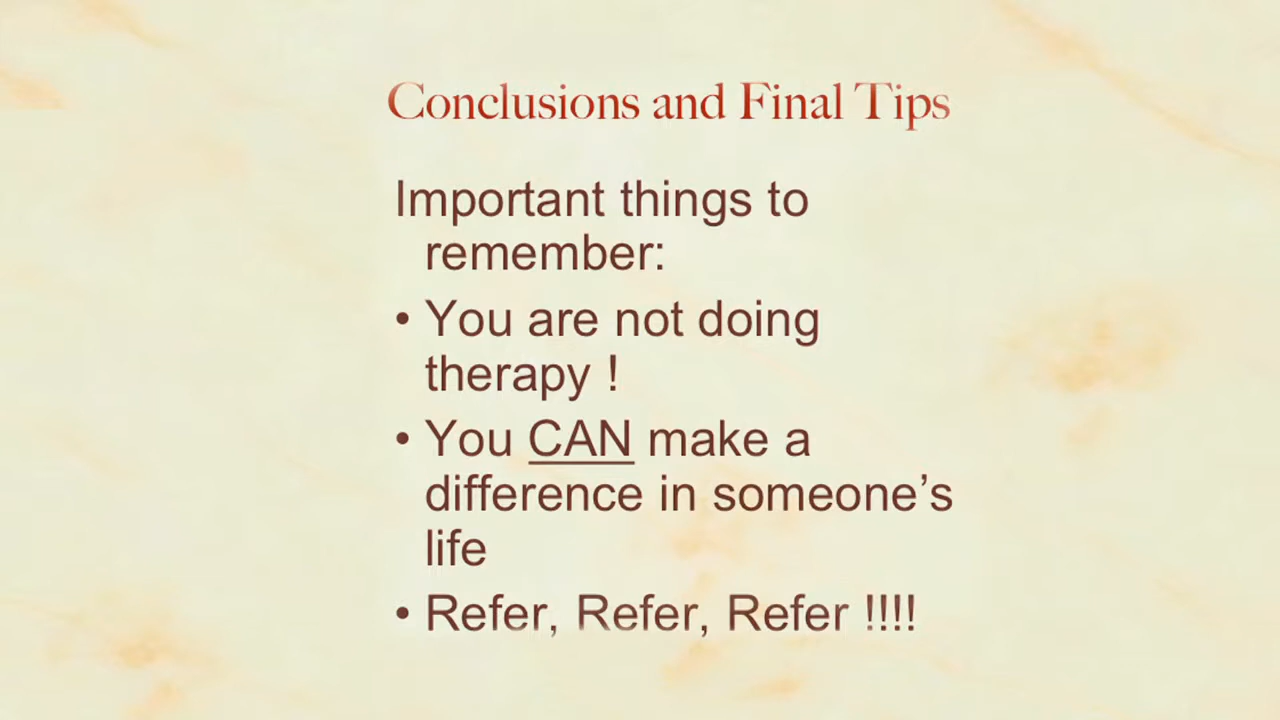 Conclusions and Final Tips
Important things to
remember:
• You are not doing
therapy !
• You CAN make a
difference in someone’s
life
• Refer, Refer, Refer !!!!